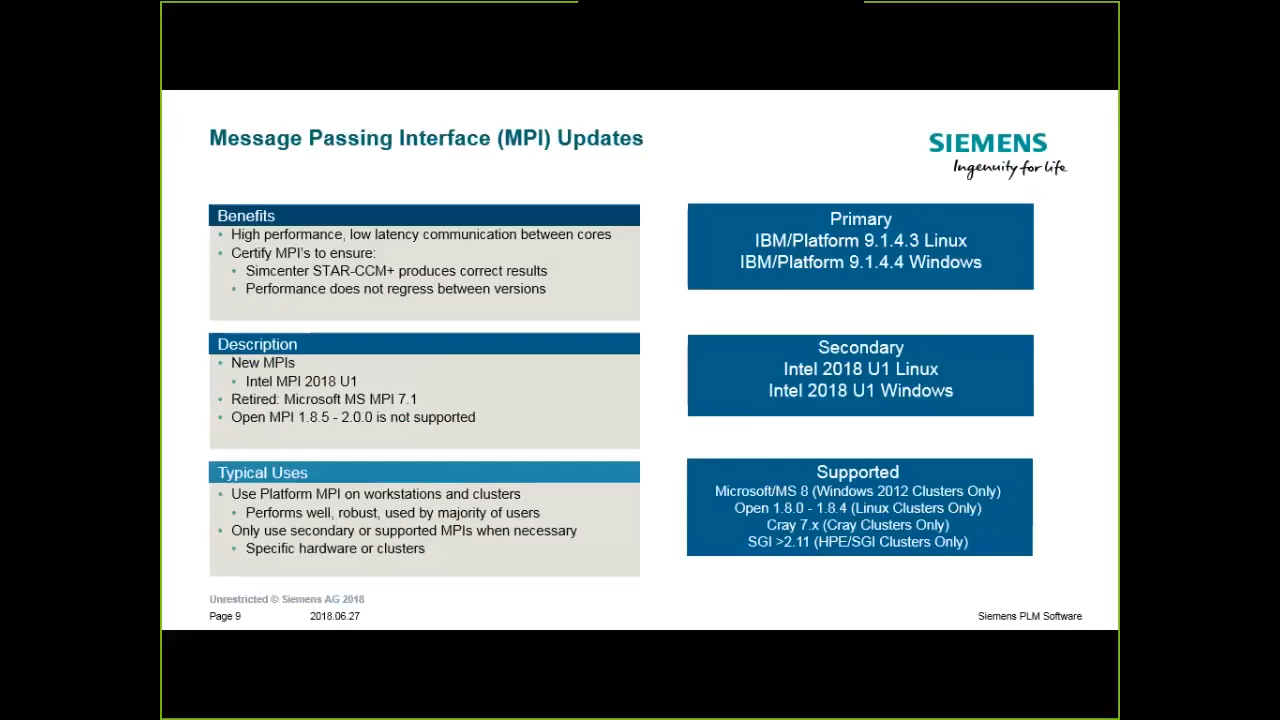 Message Passing Interface (MPI) Updates
SIEMENS
Ingenuity for life
Benefits
• High performance, low latency communication between cores
• Certify MPI's to ensure:
• Simcenter STAR-CCM+ produces correct results
• Performance does not regress between versions
Description
• New MPIs
• Intel MPI 2018 U1
• Retired: Microsoft MS MPI 7.1
• Open MPI 1.8.5 - 2.0.0 is not supported
Typical Uses
• Use Platform MPI on workstations and clusters
• Performs well, robust, used by majority of users
• Only use secondary or supported MPIs when necessary
• Specific hardware or clusters
Primary
IBM/Platform 9.1.4.3 Linux
IBM/Platform 9.1.4.4 Windows
Secondary
Intel 2018 U1 Linux
Intel 2018 U1 Windows
Supported
Microsoft/MS 8 (Windows 2012 Clusters Only)
Open 1.8.0 - 1.8.4 (Linux Clusters Only)
Cray 7.x (Cray Clusters Only)
SGI >2.11 (HPE/SGI Clusters Only)
Unrestricted © Siemens AG 2018
Page 9 2018.06.27 Siemens PLM Software